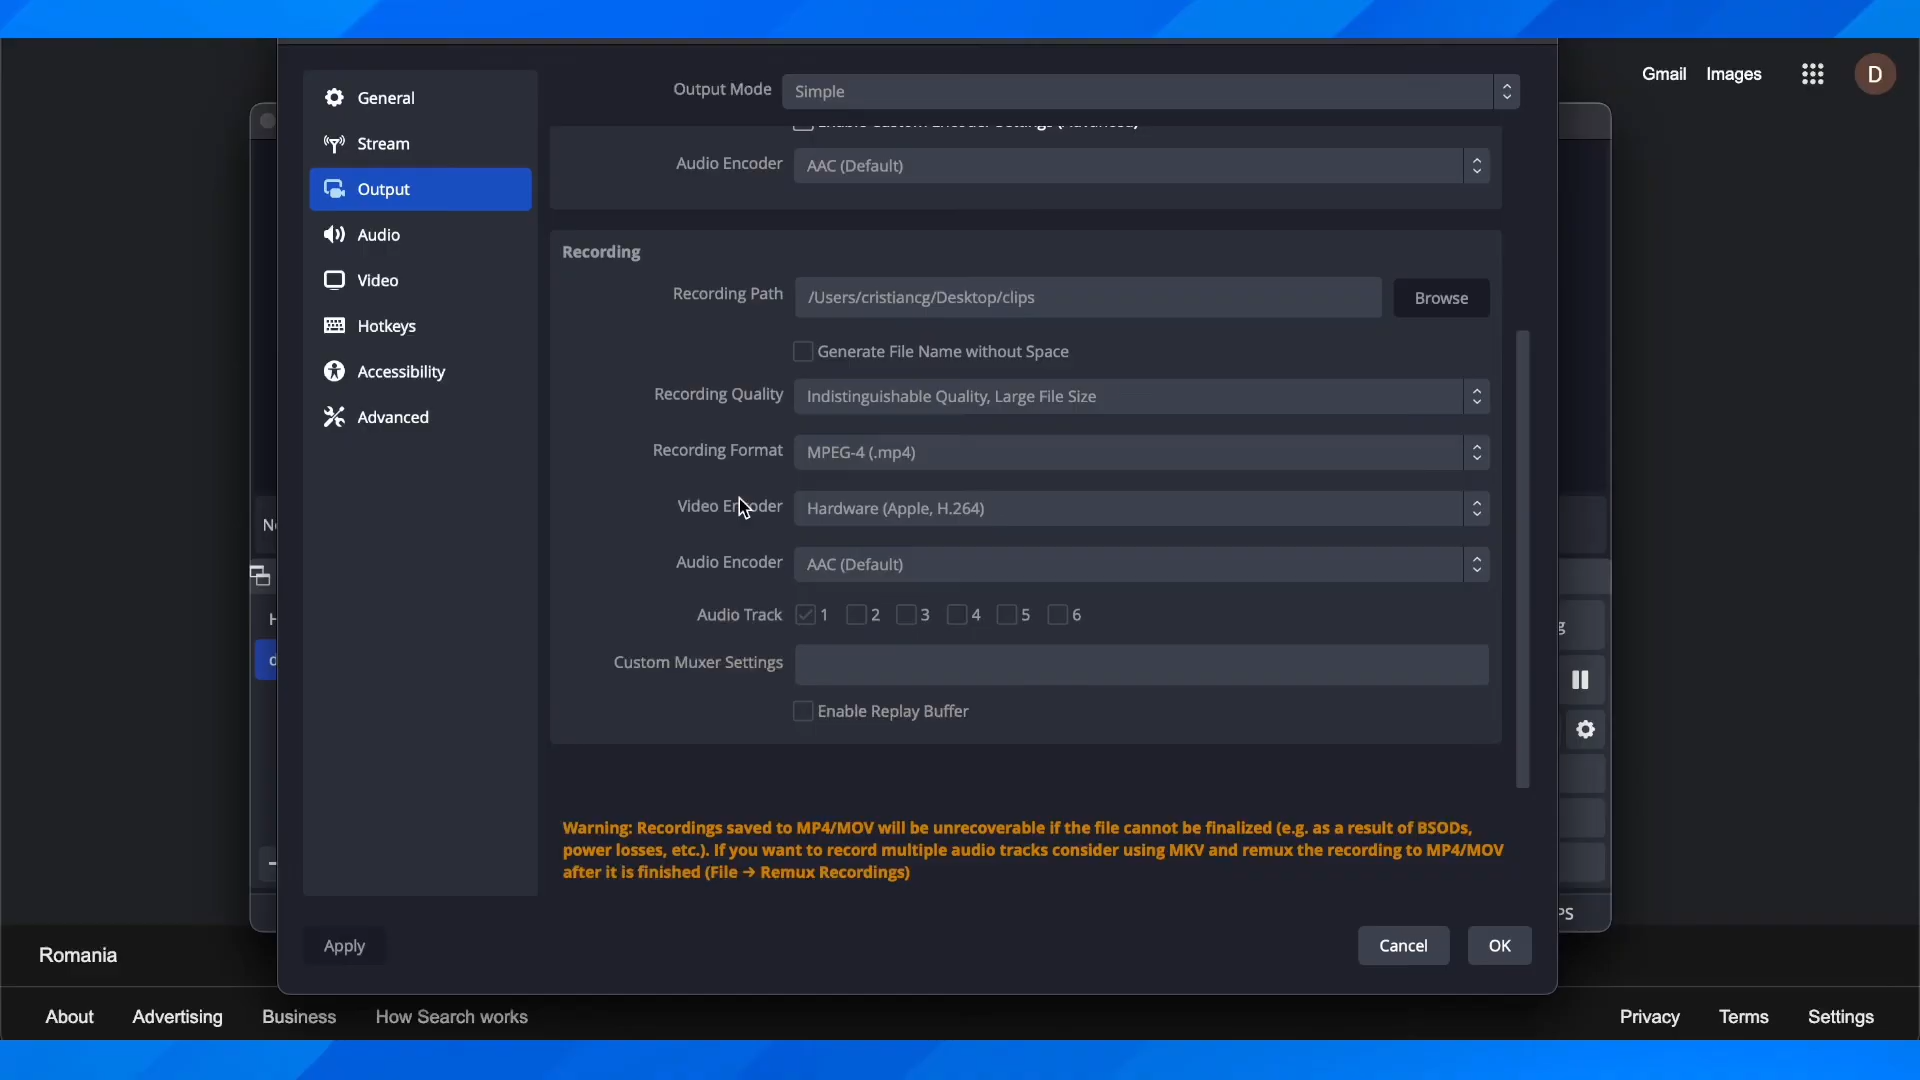 Gmail
Images
D
General
Stream
Output
Audio
Video
Hotkeys
Accessibility
Advanced
Output Mode
Simple
Enable Custom Encoder Settings (Advanced)
Audio Encoder
AAC (Default)
Recording
Recording Path
/Users/cristiancg/Desktop/clips
Browse
Generate File Name without Space
Recording Quality
Indistinguishable Quality, Large File Size
Recording Format
MPEG-4 (.mp4)
Video Encoder
Hardware (Apple, H.264)
Audio Encoder
AAC (Default)
Audio Track
1 2 3 4 5 6
Custom Muxer Settings
Enable Replay Buffer
Warning: Recordings saved to MP4/MOV will be unrecoverable if the file cannot be finalized (e.g. as a result of BSODs,
power losses, etc.). If you want to record multiple audio tracks consider using MKV and remux the recording to MP4/MOV
after it is finished (File → Remux Recordings)
Apply
Cancel
OK
Romania
About
Advertising
Business
How Search works
Privacy
Terms
Settings